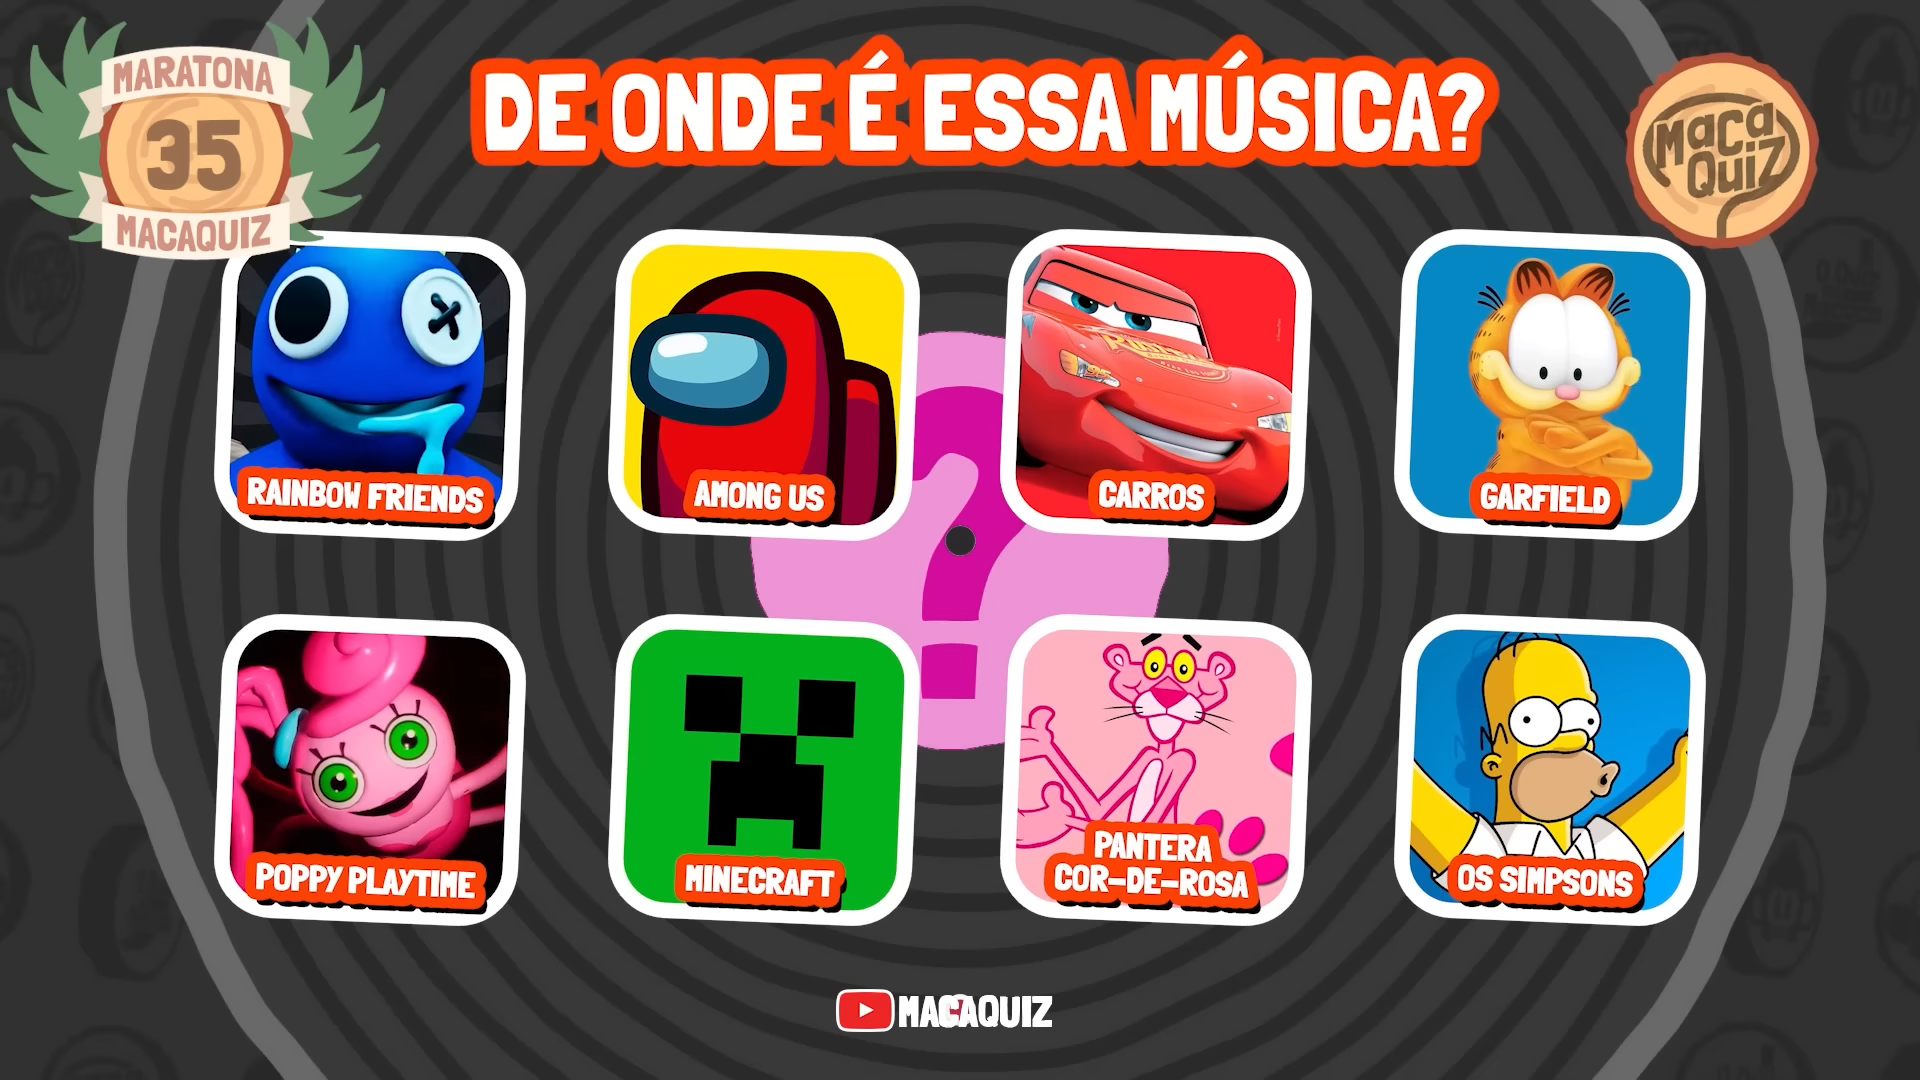 MARATONA
35
MACAQUIZ
DE ONDE É ESSA MÚSICA?
Maca
Quiz
RAINBOW FRIENDS
AMONG US
CARROS
GARFIELD
POPPY PLAYTIME
MINECRAFT
PANTERA
COR-DE-ROSA
OS SIMPSONS
MACAQUIZ